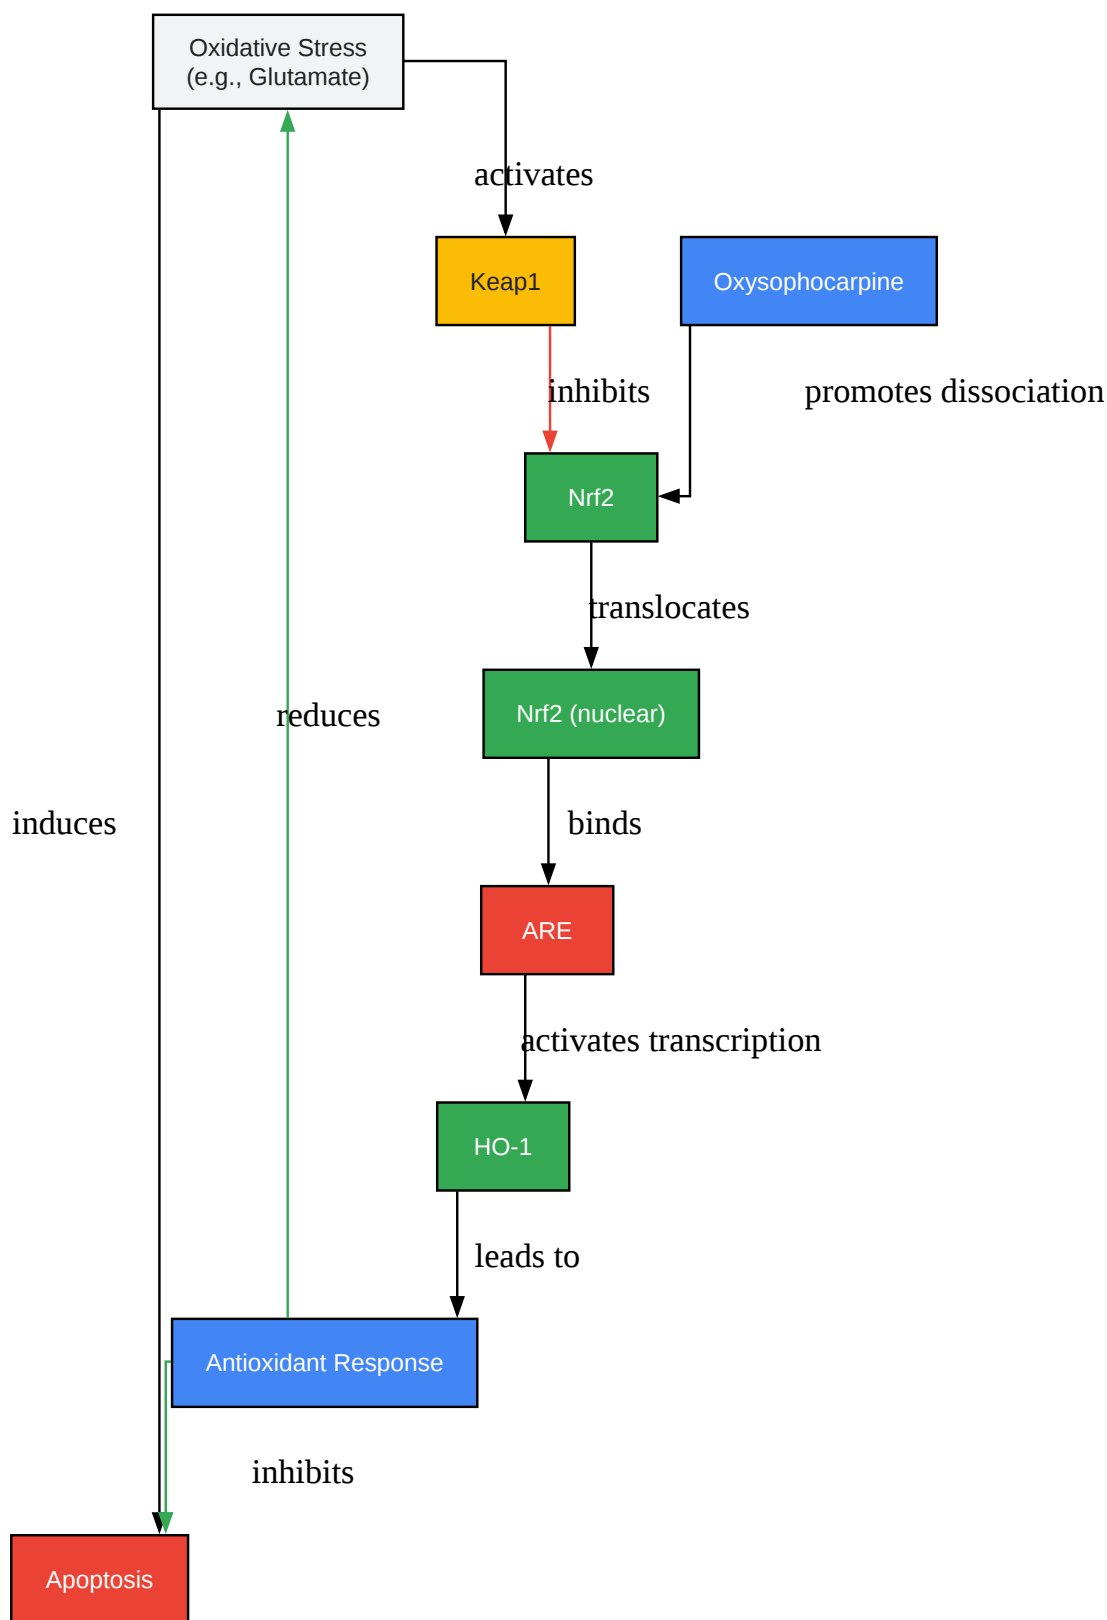 Oxidative Stress
(e.g., Glutamate)
activates
Keap1
Oxysophocarpine
inhibits
promotes dissociation
Nrf2
translocates
Nrf2 (nuclear)
reduces
induces
binds
ARE
activates transcription
HO-1
leads to
Antioxidant Response
inhibits
Apoptosis